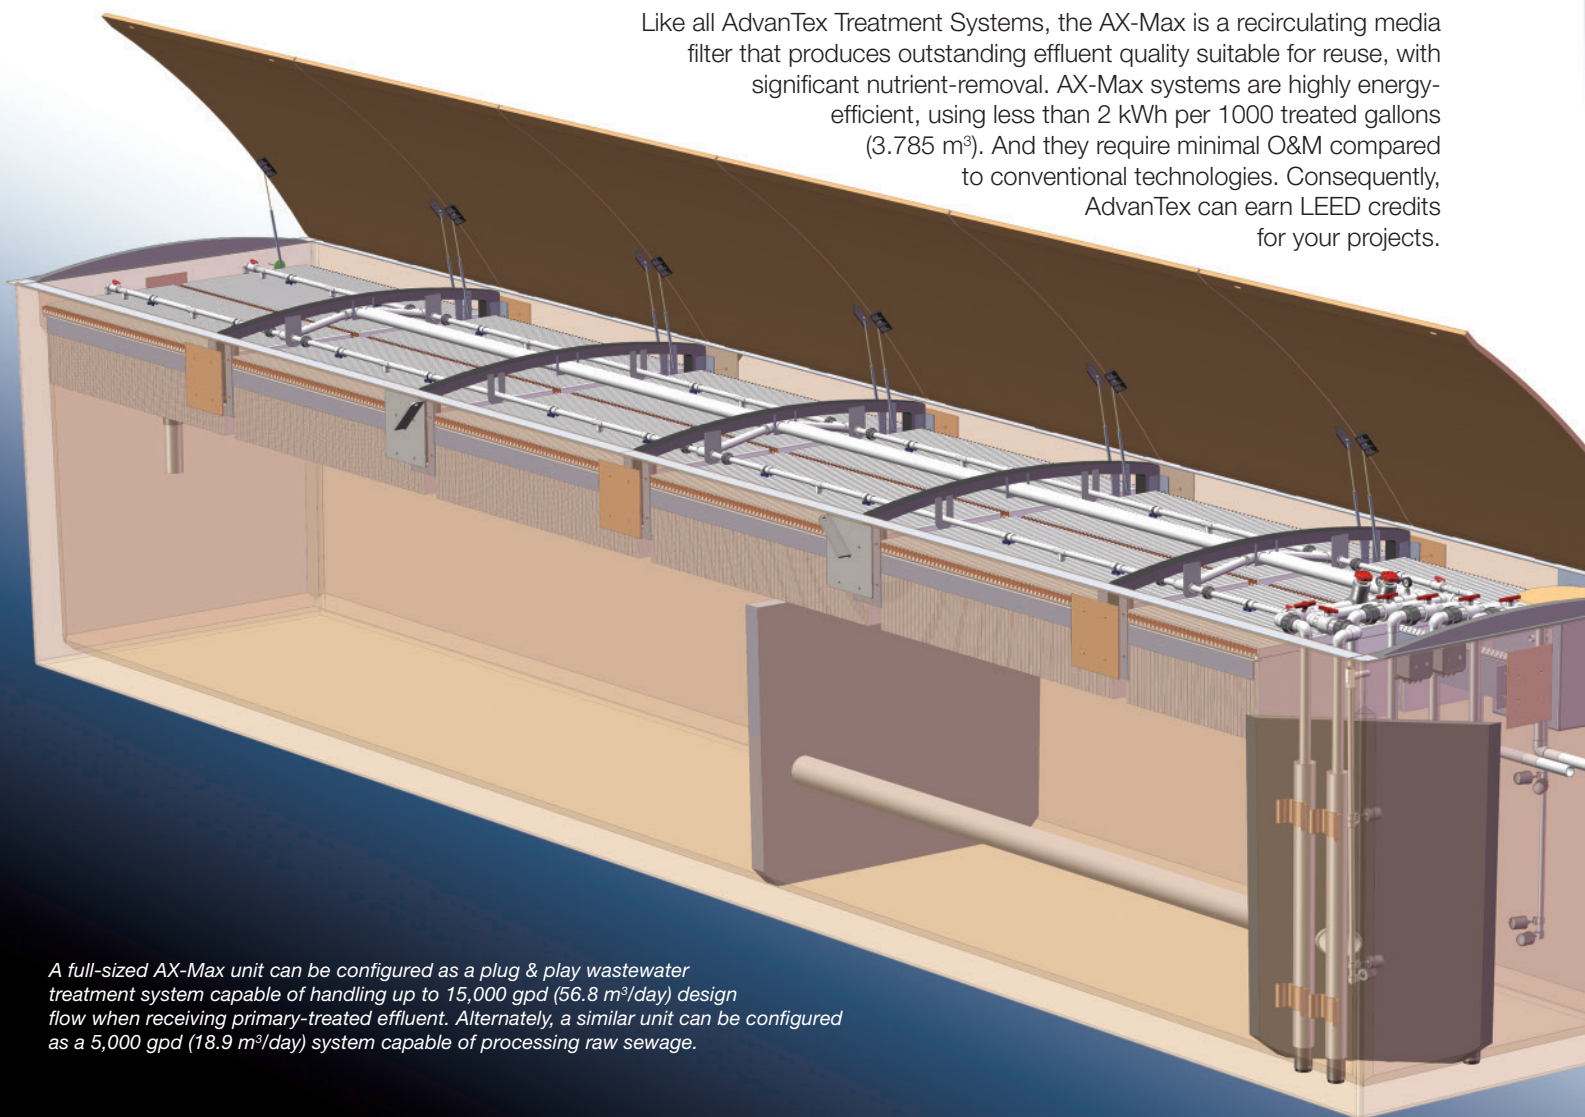 Like all AdvanTex Treatment Systems, the AX-Max is a recirculating media
filter that produces outstanding effluent quality suitable for reuse, with
significant nutrient-removal. AX-Max systems are highly energy-
efficient, using less than 2 kWh per 1000 treated gallons
(3.785 m³). And they require minimal O&M compared
to conventional technologies. Consequently,
AdvanTex can earn LEED credits
for your projects.
A full-sized AX-Max unit can be configured as a plug & play wastewater
treatment system capable of handling up to 15,000 gpd (56.8 m³/day) design
flow when receiving primary-treated effluent. Alternately, a similar unit can be configured
as a 5,000 gpd (18.9 m³/day) system capable of processing raw sewage.